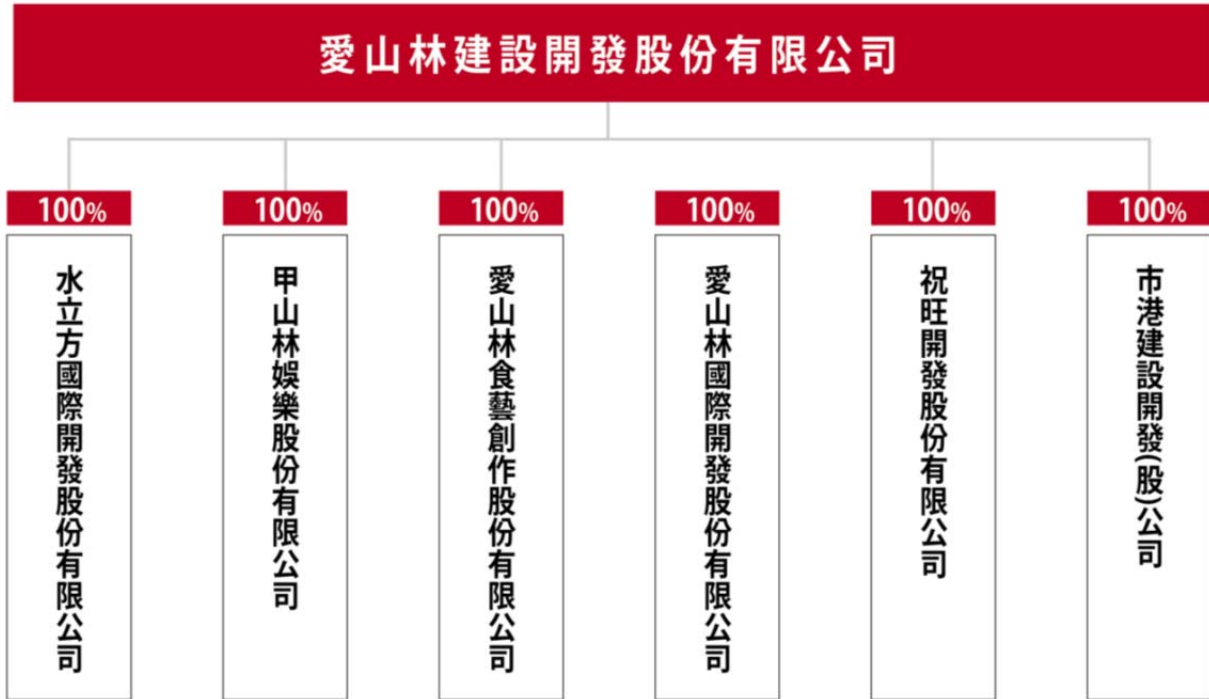 愛山林建設開發股份有限公司
100%
100%
100%
100%
100%
100%
水立方國際開發股份有限公司
甲山林娛樂股份有限公司
愛山林食藝創作股份有限公司
愛山林國際開發股份有限公司
祝旺開發股份有限公司
市港建設開發(股)公司